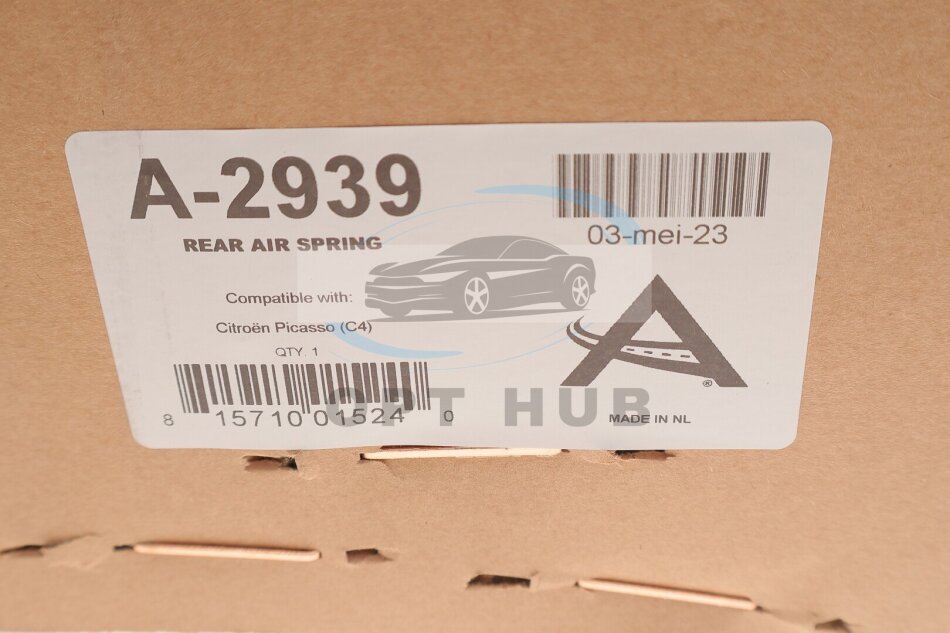 A-2939
REAR AIR SPRING
03-mei-23
Compatible with:
Citroën Picasso (C4)
QTY. 1
8 15710 01524 0
®
MADE IN NL
OPT HUB